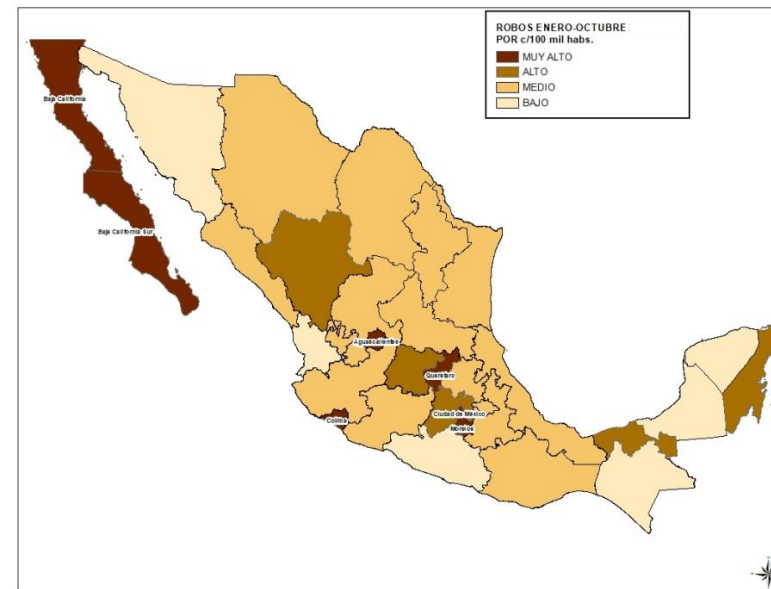 ROBOS ENERO-OCTUBRE
POR c/100 mil habs.
MUY ALTO
ALTO
MEDIO
BAJO
Baja California
Baja California Sur
Aguascalientes
Querétaro
Ciudad de México
Colima
Morelos